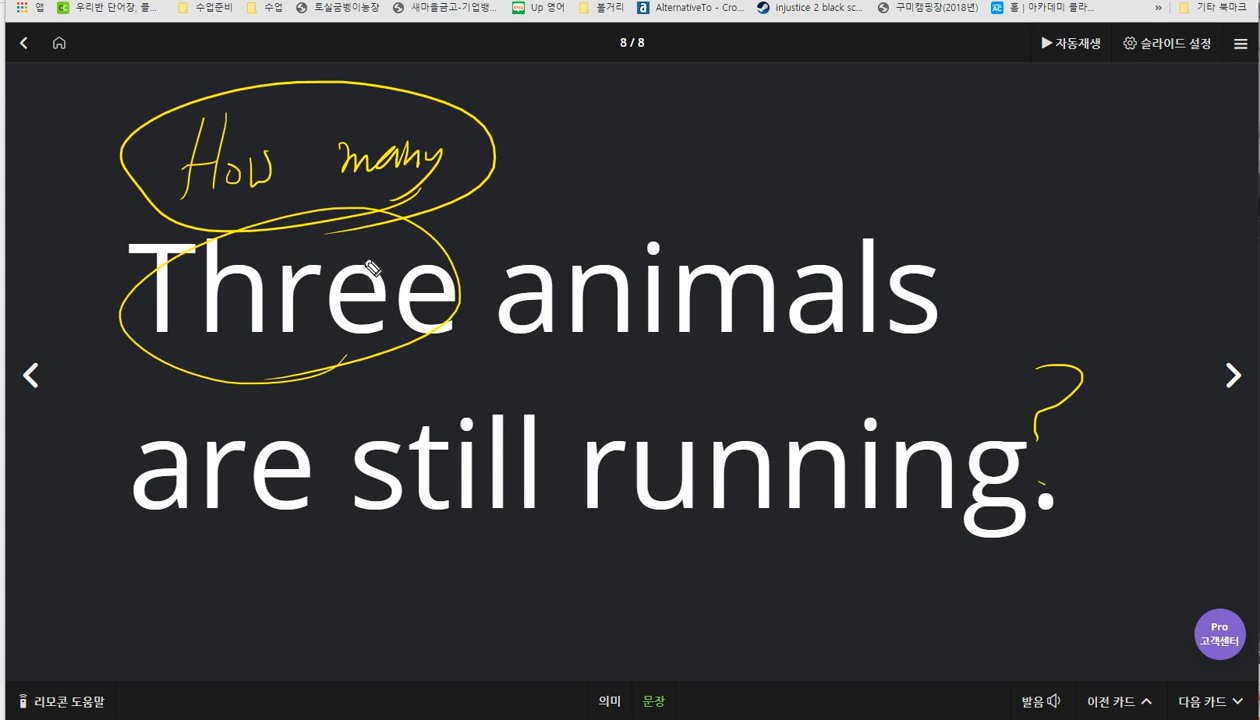 앱 우리반 단어장, 클... 수업준비 수업 토실굼벵이농장 새마을금고-기업뱅... Up 영어 볼거리 AlternativeTo - Cro... injustice 2 black sc... 구미캠핑장(2018년) 홈 | 아카데미 클라... » 기타 북마크
8 / 8 자동재생 슬라이드 설정
How many
Three animals
are still running. ?
Pro
고객센터
리모콘 도움말 의미 문장 발음 이전 카드 다음 카드